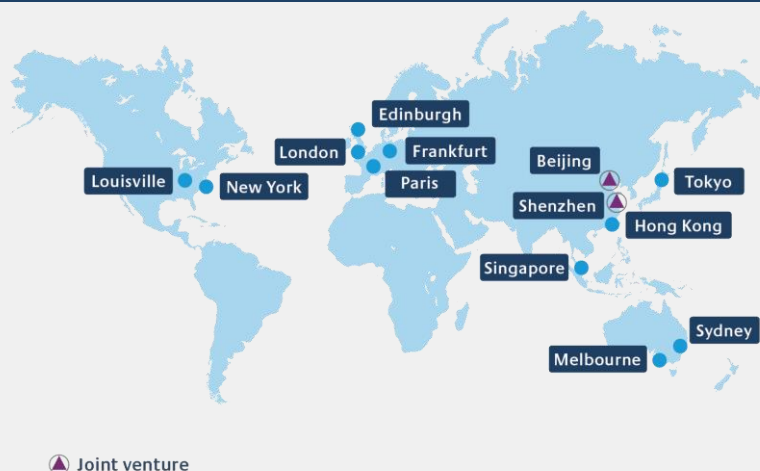 Edinburgh
London
Frankfurt
Paris
Louisville
New York
Beijing
Tokyo
Shenzhen
Hong Kong
Singapore
Sydney
Melbourne
Joint venture